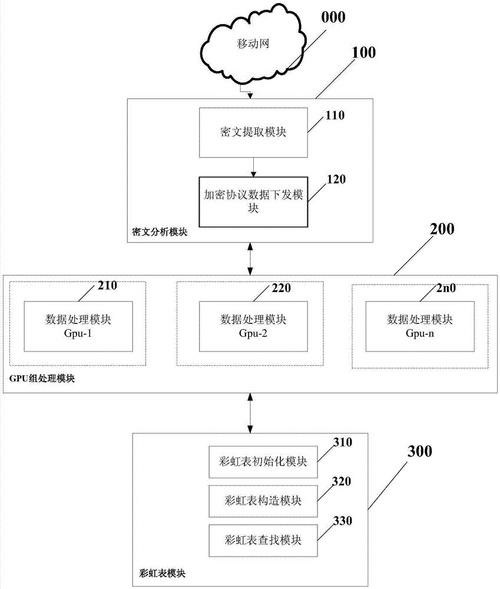 000
移动网
100
110
密文提取模块
120
加密协议数据下发模
块
密文分析模块
200
210
220
2n0
数据处理模块
Gpu-1
数据处理模块
Gpu-2
数据处理模块
Gpu-n
GPU组处理模块
310
彩虹表初始化模块
300
320
彩虹表构造模块
330
彩虹表查找模块
彩虹表模块